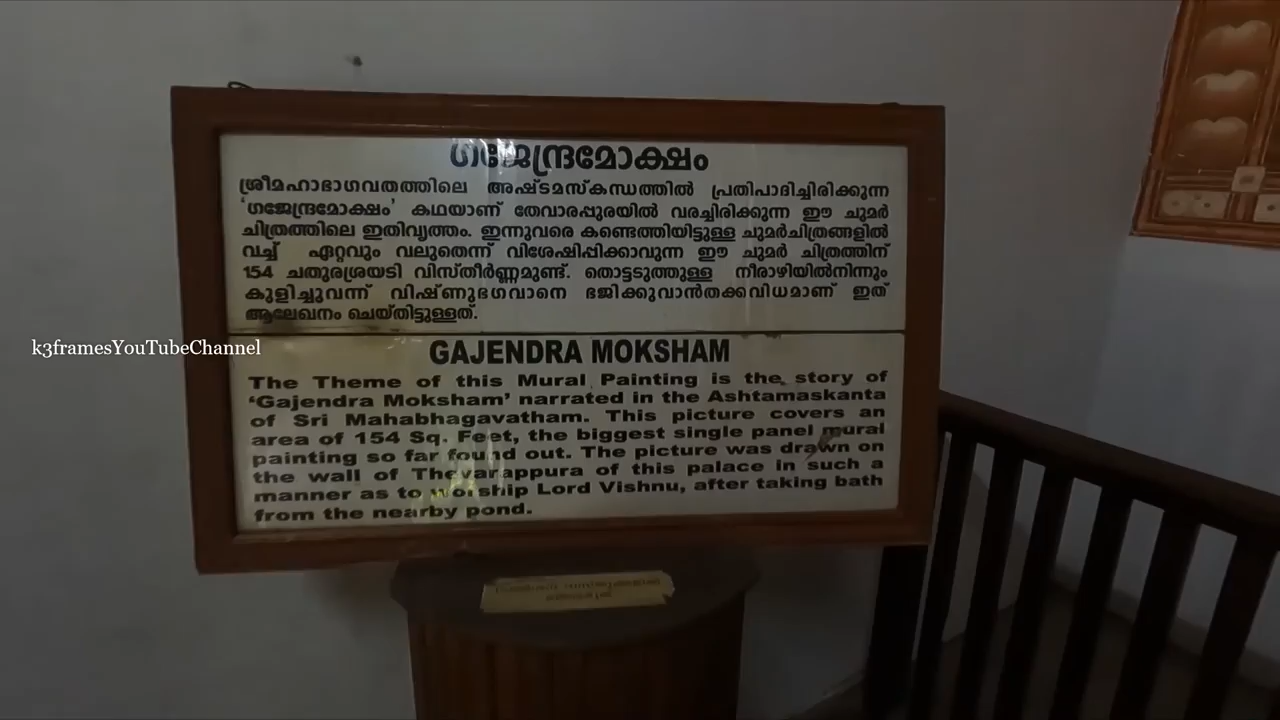 ഗജേന്ദ്രമോക്ഷം
ശ്രീമഹാഭാഗവതത്തിലെ അഷ്ടമസ്കന്ധത്തിൽ പ്രതിപാദിച്ചിരിക്കുന്ന
'ഗജേന്ദ്രമോക്ഷം' കഥയാണ് തേവാരപ്പുരയിൽ വരച്ചിരിക്കുന്ന ഈ ചുമർ
ചിത്രത്തിലെ ഇതിവൃത്തം. ഇന്നുവരെ കണ്ടെത്തിയിട്ടുള്ള ചുമർചിത്രങ്ങളിൽ
വച്ച് ഏറ്റവും വലുതെന്ന് വിശേഷിപ്പിക്കാവുന്ന ഈ ചുമർ ചിത്രത്തിന്
154 ചതുരശ്രയടി വിസ്തീർണ്ണമുണ്ട്. തൊട്ടടുത്തുള്ള നീരാഴിയിൽനിന്നും
കുളിച്ചുവന്ന് വിഷ്ണുഭഗവാനെ ഭജിക്കുവാൻതക്കവിധമാണ് ഇത്
ആലേഖനം ചെയ്തിട്ടുള്ളത്.
k3framesYouTubeChannel
GAJENDRA MOKSHAM
The Theme of this Mural Painting is the story of
‘Gajendra Moksham’ narrated in the Ashtamaskanta
of Sri Mahabhagavatham. This picture covers an
area of 154 Sq. Feet, the biggest single panel mural
painting so far found out. The picture was drawn on
the wall of Thevarappura of this palace in such a
manner as to worship Lord Vishnu, after taking bath
from the nearby pond.